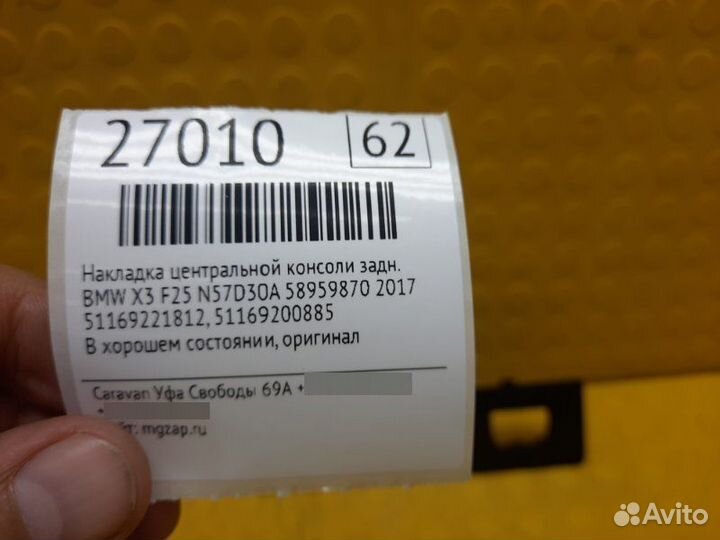 27010
62
Накладка центральной консоли задн.
BMW X3 F25 N57D30A 58959870 2017
51169221812, 51169200885
В хорошем состоянии, оригинал
Caravan Уфа Свободы 69А +
+
mgzap.ru
Avito